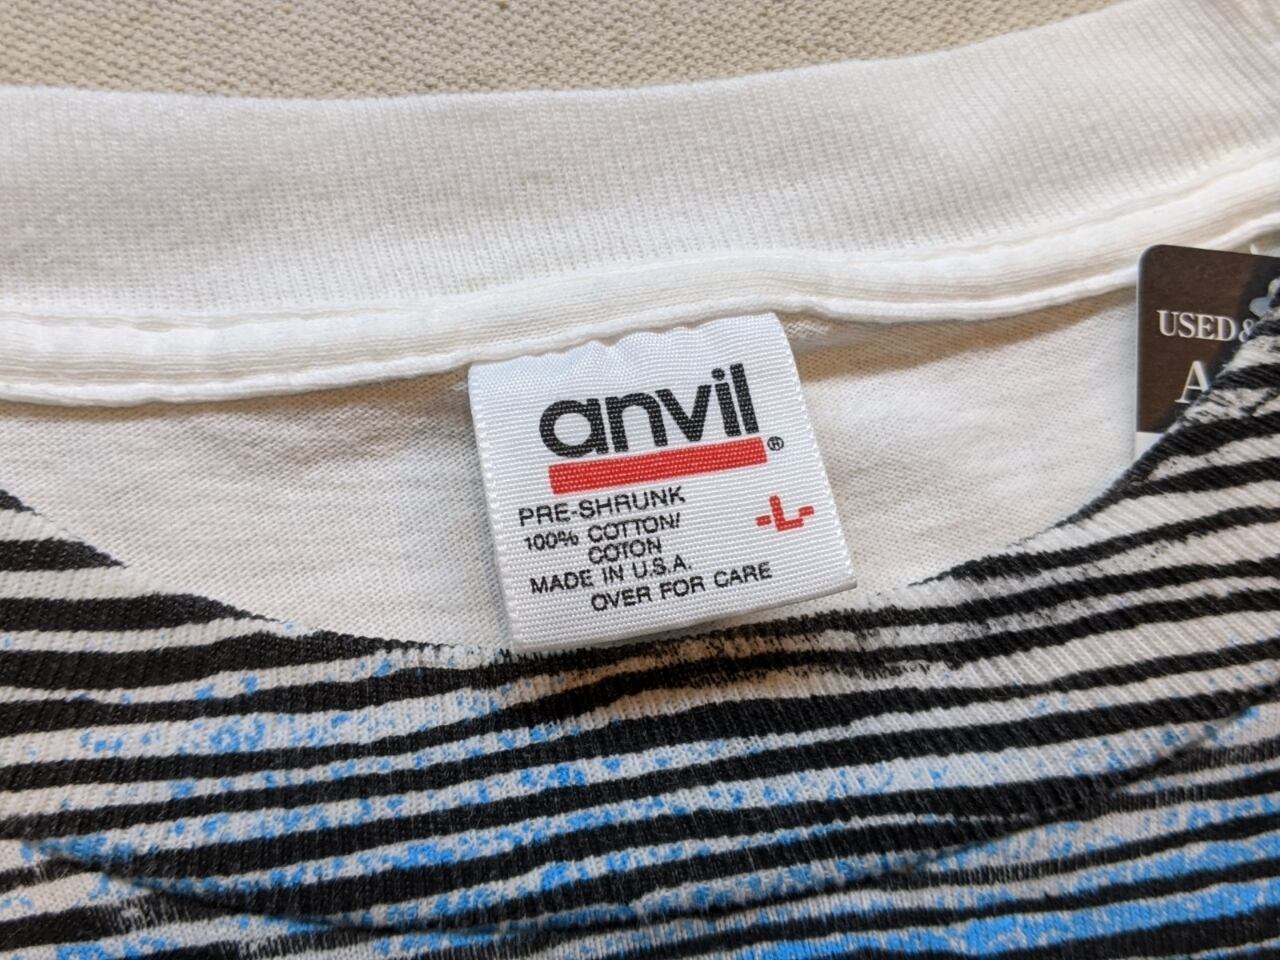 anvil®
PRE-SHRUNK
-L-
100% COTTON/
COTON
MADE IN U.S.A.
OVER FOR CARE
USED&
A